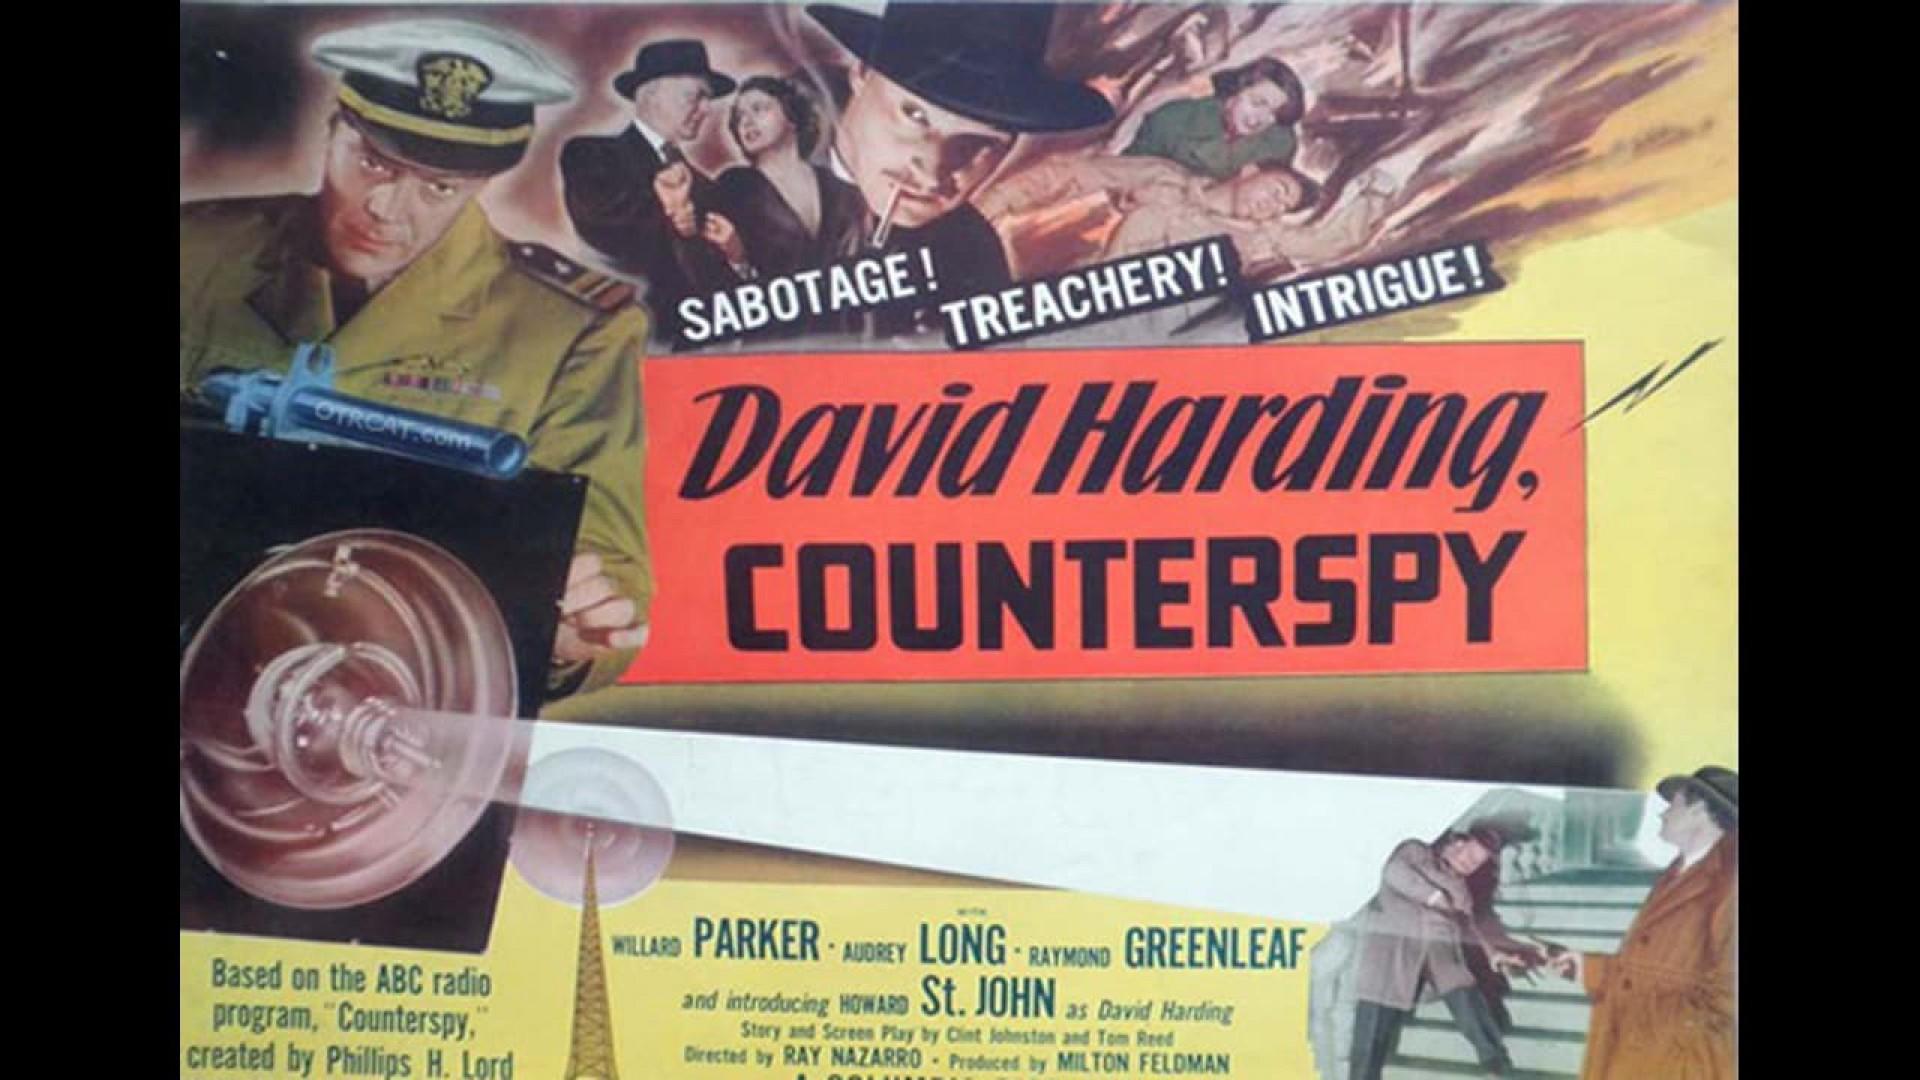 SABOTAGE!
TREACHERY!
INTRIGUE!
David Harding,
COUNTERSPY
OTRCAT.com
WITH
WILLARD PARKER · AUDREY LONG · RAYMOND GREENLEAF
and introducing HOWARD St. JOHN as David Harding
Story and Screen Play by Clint Johnston and Tom Reed
Directed by RAY NAZARRO · Produced by MILTON FELDMAN
Based on the ABC radio
program, "Counterspy,"
created by Phillips H. Lord